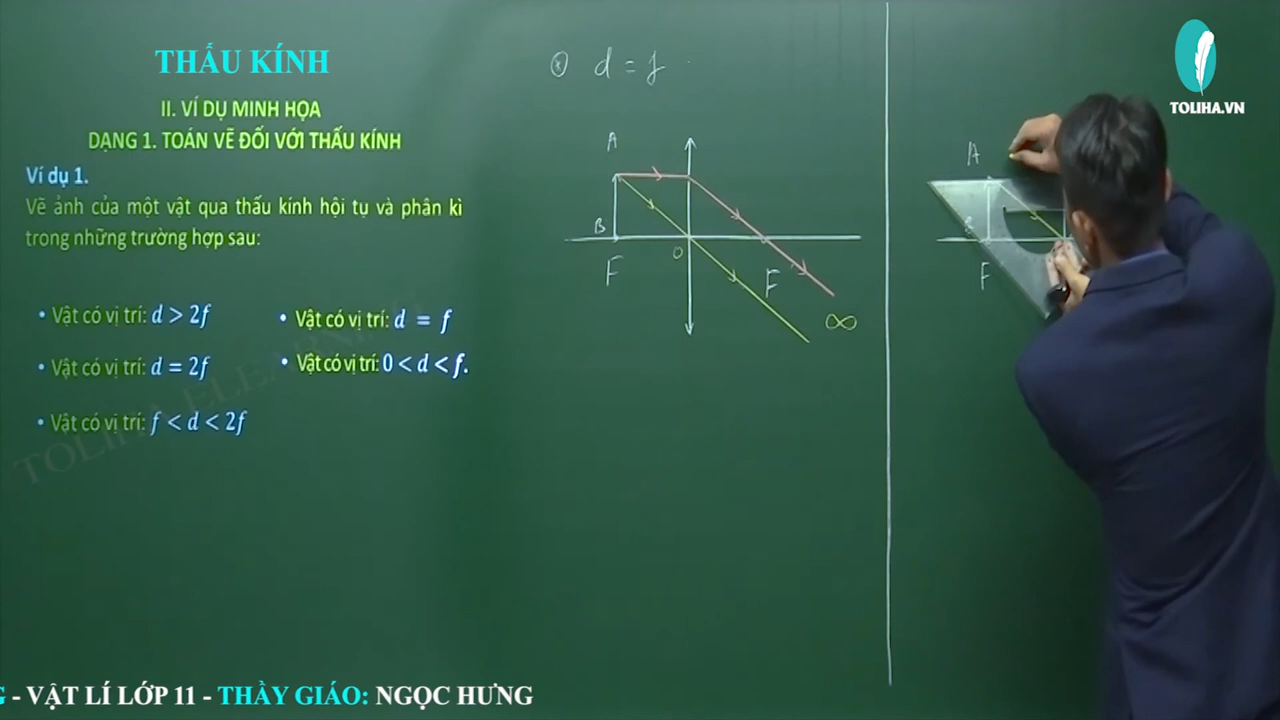 THẤU KÍNH
II. VÍ DỤ MINH HỌA
DẠNG 1. TOÁN VẼ ĐỐI VỚI THẤU KÍNH
Ví dụ 1.
Vẽ ảnh của một vật qua thấu kính hội tụ và phân kì
trong những trường hợp sau:
• Vật có vị trí: d > 2f
• Vật có vị trí: d = 2f
• Vật có vị trí: f < d < 2f
• Vật có vị trí: d = f
• Vật có vị trí: 0 < d < f.
d = f
A
B
F
O
F
∞
A
F
TOLIHA.VN
TOLIHA ELEARNING
G - VẬT LÍ LỚP 11 - THẦY GIÁO: NGỌC HƯNG